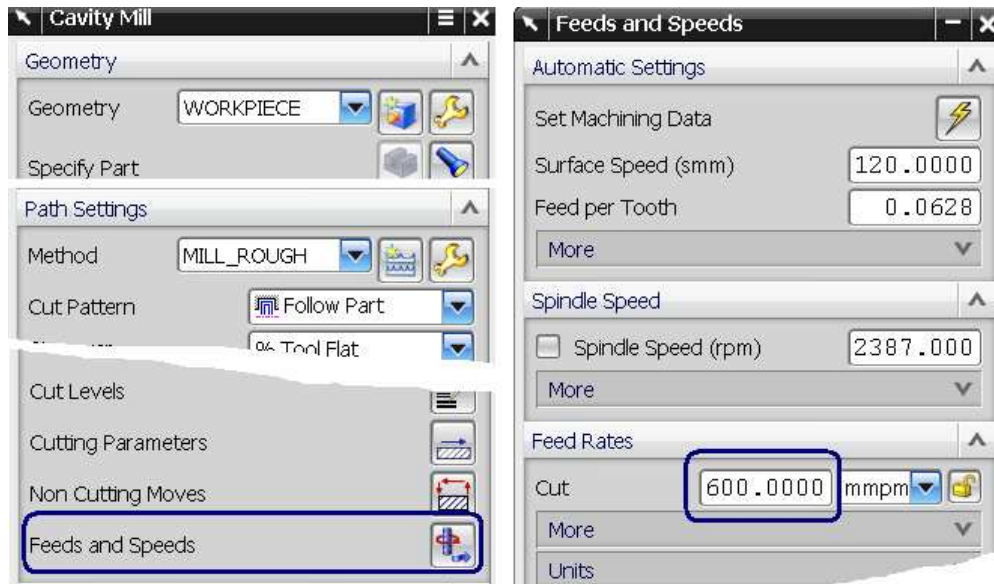 Cavity Mill
Geometry
Geometry WORKPIECE
Specify Part
Path Settings
Method MILL_ROUGH
Cut Pattern Follow Part
% Tool Flat
Cut Levels
Cutting Parameters
Non Cutting Moves
Feeds and Speeds
Feeds and Speeds
Automatic Settings
Set Machining Data
Surface Speed (smm) 120.0000
Feed per Tooth 0.0628
More
Spindle Speed
Spindle Speed (rpm) 2387.000
More
Feed Rates
Cut 600.0000 mmpm
More
Units